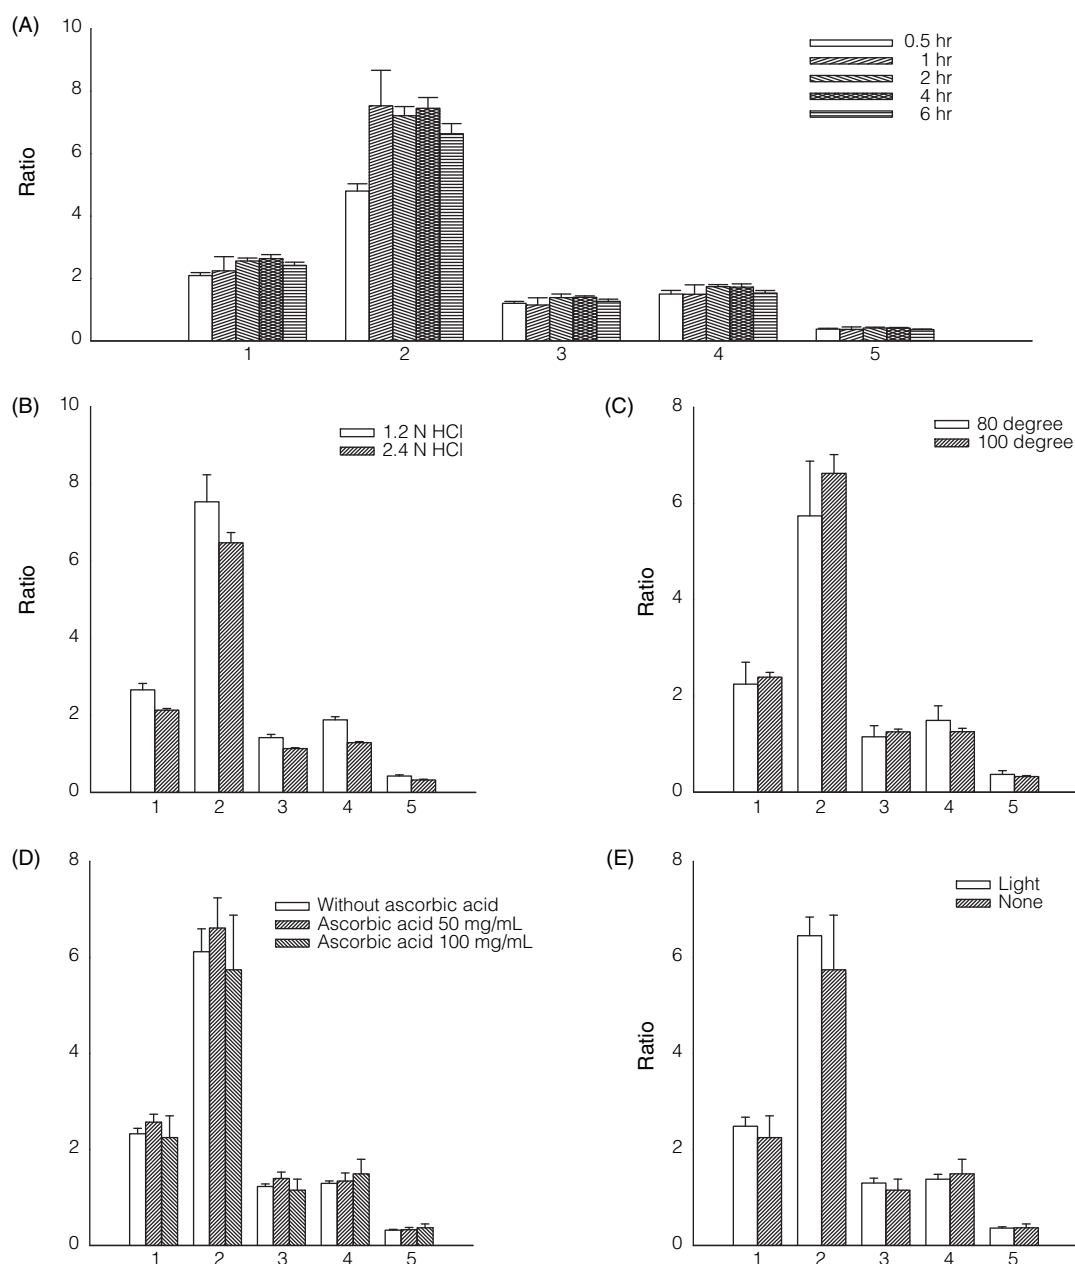 (A)
10
8
6
4
2
0
Ratio
0.5 hr
1 hr
2 hr
4 hr
6 hr
1 2 3 4 5
(B)
10
8
6
4
2
0
Ratio
1.2 N HCl
2.4 N HCl
1 2 3 4 5
(C)
8
6
4
2
0
Ratio
80 degree
100 degree
1 2 3 4 5
(D)
8
6
4
2
0
Without ascorbic acid
Ascorbic acid 50 mg/mL
Ascorbic acid 100 mg/mL
1 2 3 4 5
(E)
8
6
4
2
0
Ratio
Light
None
1 2 3 4 5